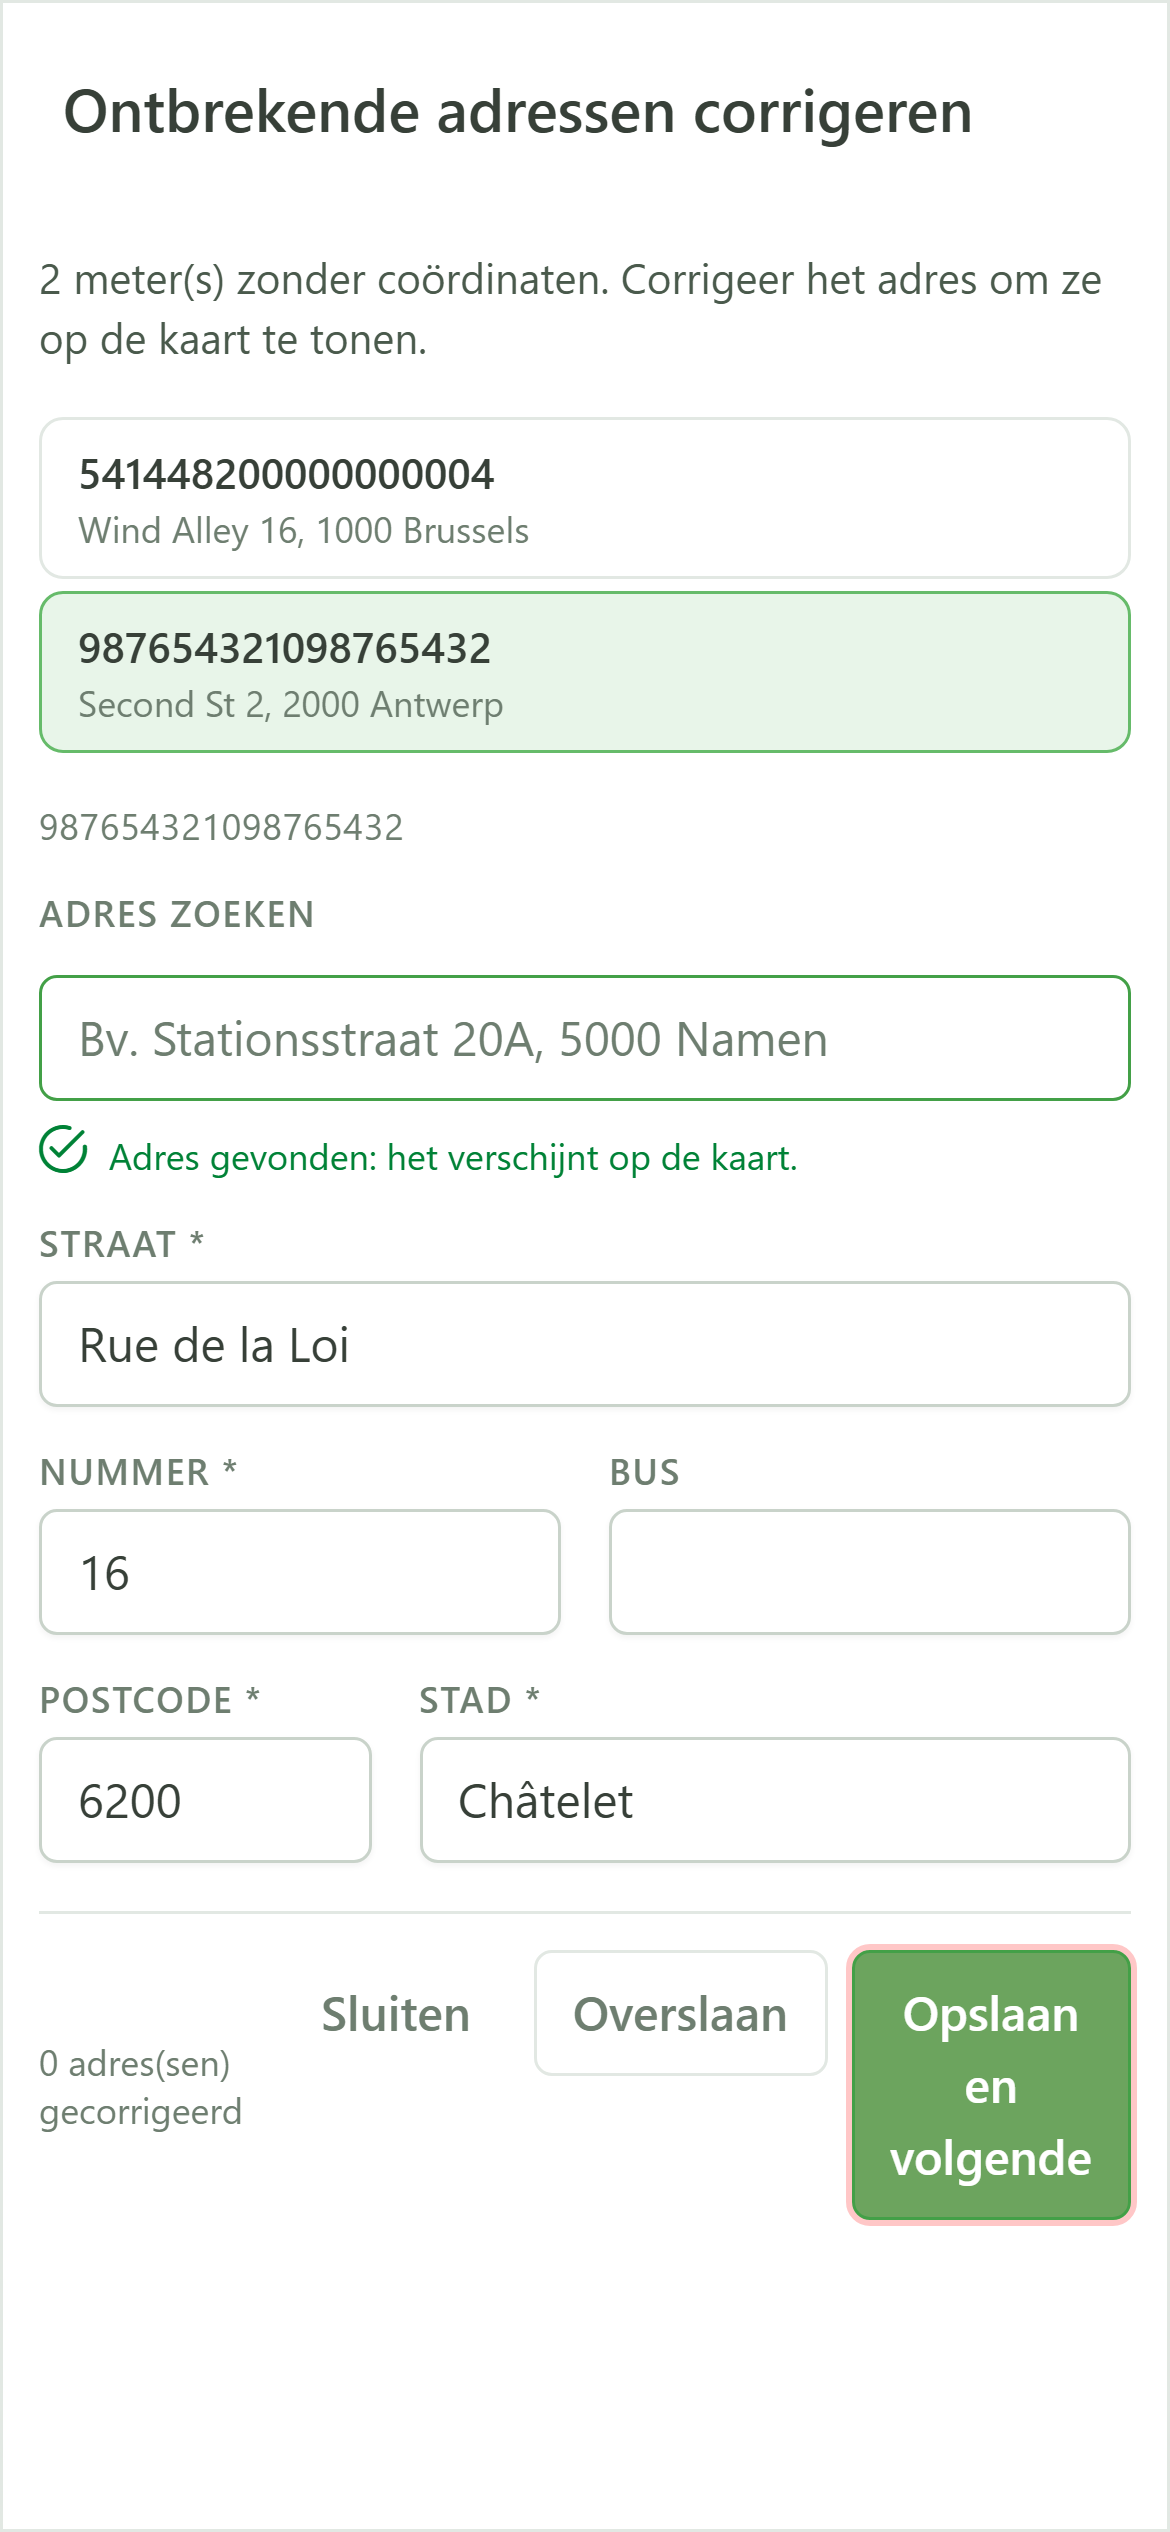 Ontbrekende adressen corrigeren
2 meter(s) zonder coördinaten. Corrigeer het adres om ze
op de kaart te tonen.
541448200000000004
Wind Alley 16, 1000 Brussels
987654321098765432
Second St 2, 2000 Antwerp
987654321098765432
ADRES ZOEKEN
Bv. Stationsstraat 20A, 5000 Namen
Adres gevonden: het verschijnt op de kaart.
STRAAT *
Rue de la Loi
NUMMER *
BUS
16
POSTCODE *
STAD *
6200
Châtelet
0 adres(sen)
gecorrigeerd
Sluiten
Overslaan
Opslaan
en
volgende